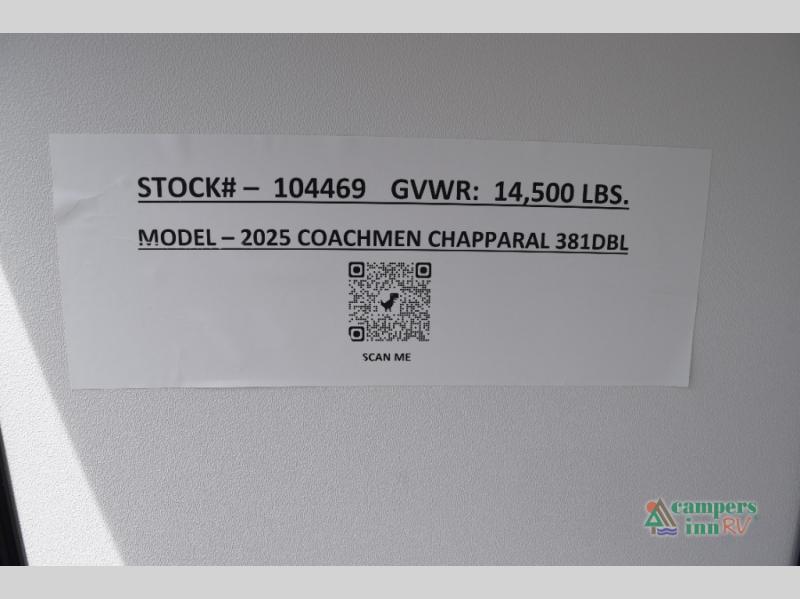 STOCK# – 104469 GVWR: 14,500 LBS.
MODEL – 2025 COACHMEN CHAPPARAL 381DBL
SCAN ME
campers
inn RV